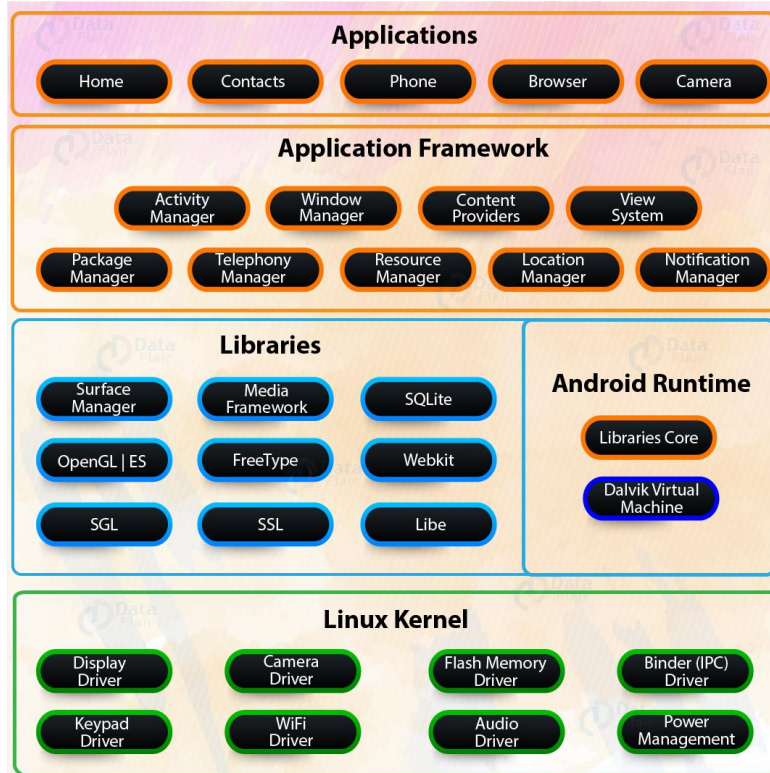 Applications
Home
Contacts
Phone
Browser
Camera
Application Framework
Activity
Manager
Window
Manager
Content
Providers
View
System
Package
Manager
Telephony
Manager
Resource
Manager
Location
Manager
Notification
Manager
Libraries
Surface
Manager
Media
Framework
SQLite
OpenGL | ES
FreeType
Webkit
SGL
SSL
Libe
Android Runtime
Libraries Core
Dalvik Virtual
Machine
Linux Kernel
Display
Driver
Camera
Driver
Flash Memory
Driver
Binder (IPC)
Driver
Keypad
Driver
WiFi
Driver
Audio
Driver
Power
Management
Data
Flair